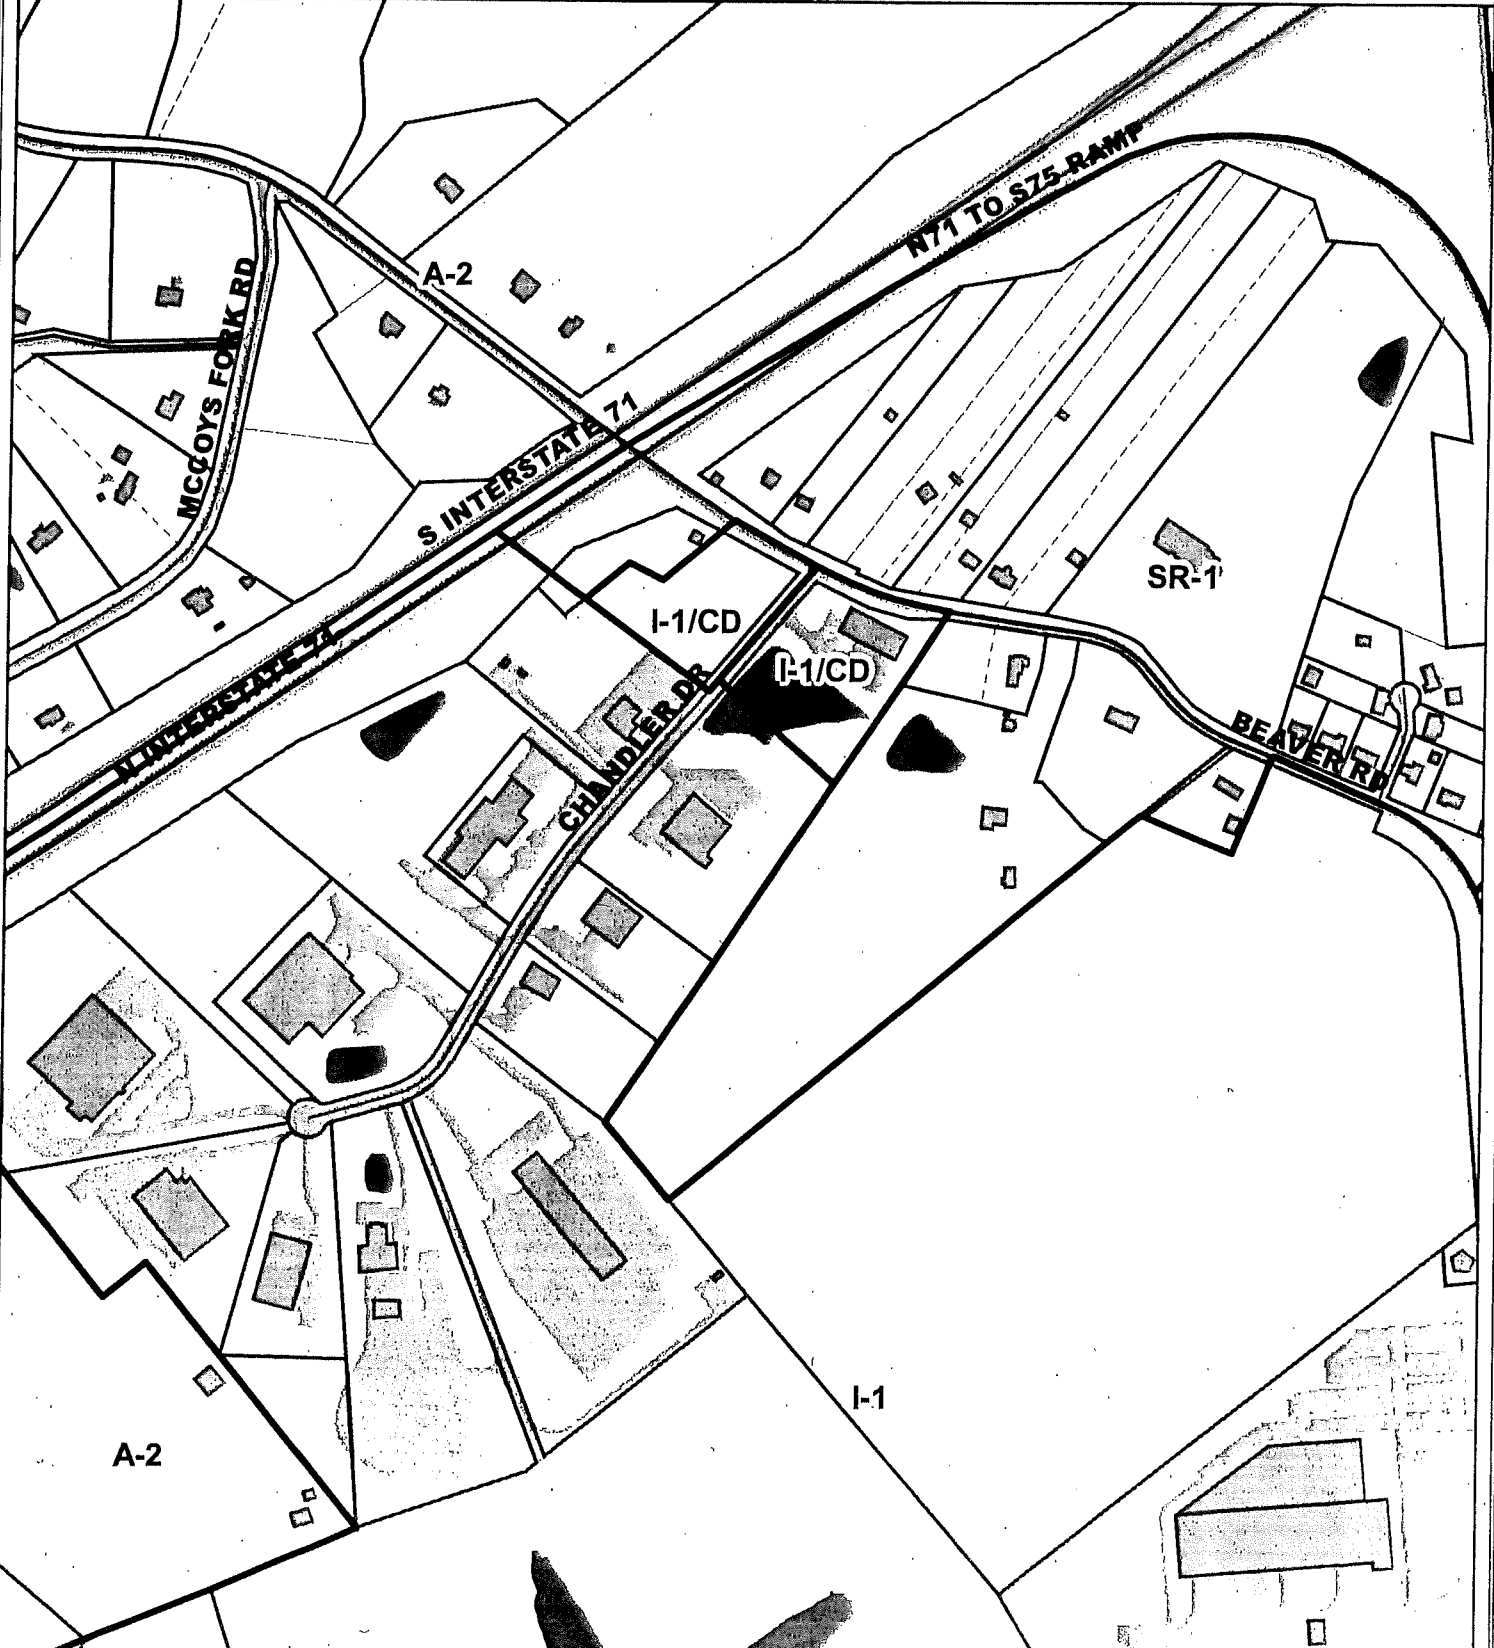 N71 TO S75 RAMP
A-2
MCCOYS FORK RD
S INTERSTATE 71
SR-1
I-1/CD
I-1/CD
N INTERSTATE 71
CHANDLER DR
BEAVER RD
I-1
A-2